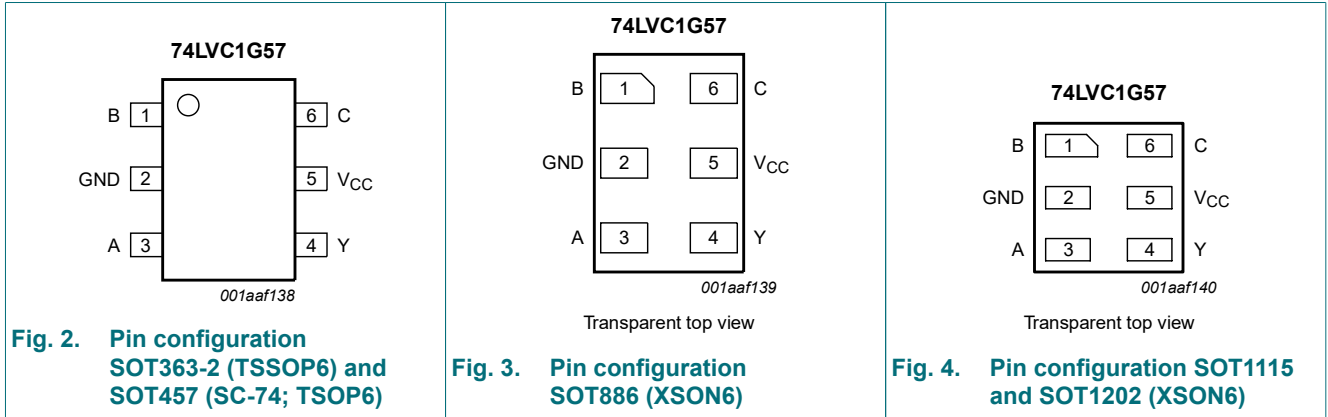 74LVC1G57
B 1 6 C
GND 2 5 VCC
A 3 4 Y
001aaf138
Fig. 2. Pin configuration
SOT363-2 (TSSOP6) and
SOT457 (SC-74; TSOP6)
74LVC1G57
B 1 6 C
GND 2 5 VCC
A 3 4 Y
001aaf139
Transparent top view
Fig. 3. Pin configuration
SOT886 (XSON6)
74LVC1G57
B 1 6 C
GND 2 5 VCC
A 3 4 Y
001aaf140
Transparent top view
Fig. 4. Pin configuration SOT1115
and SOT1202 (XSON6)